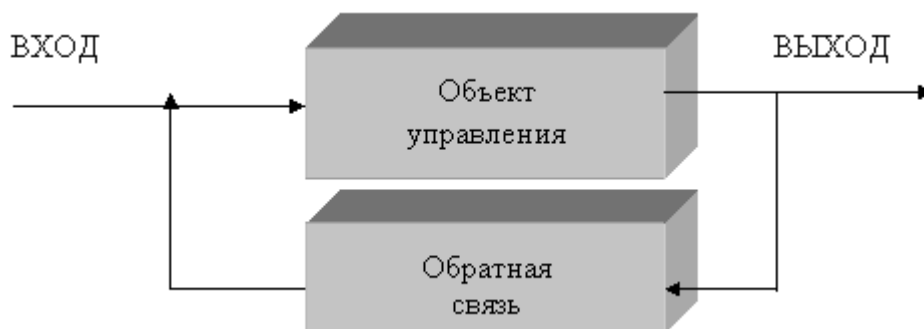 ВХОД
ВЫХОД
Объект
управления
Обратная
связь